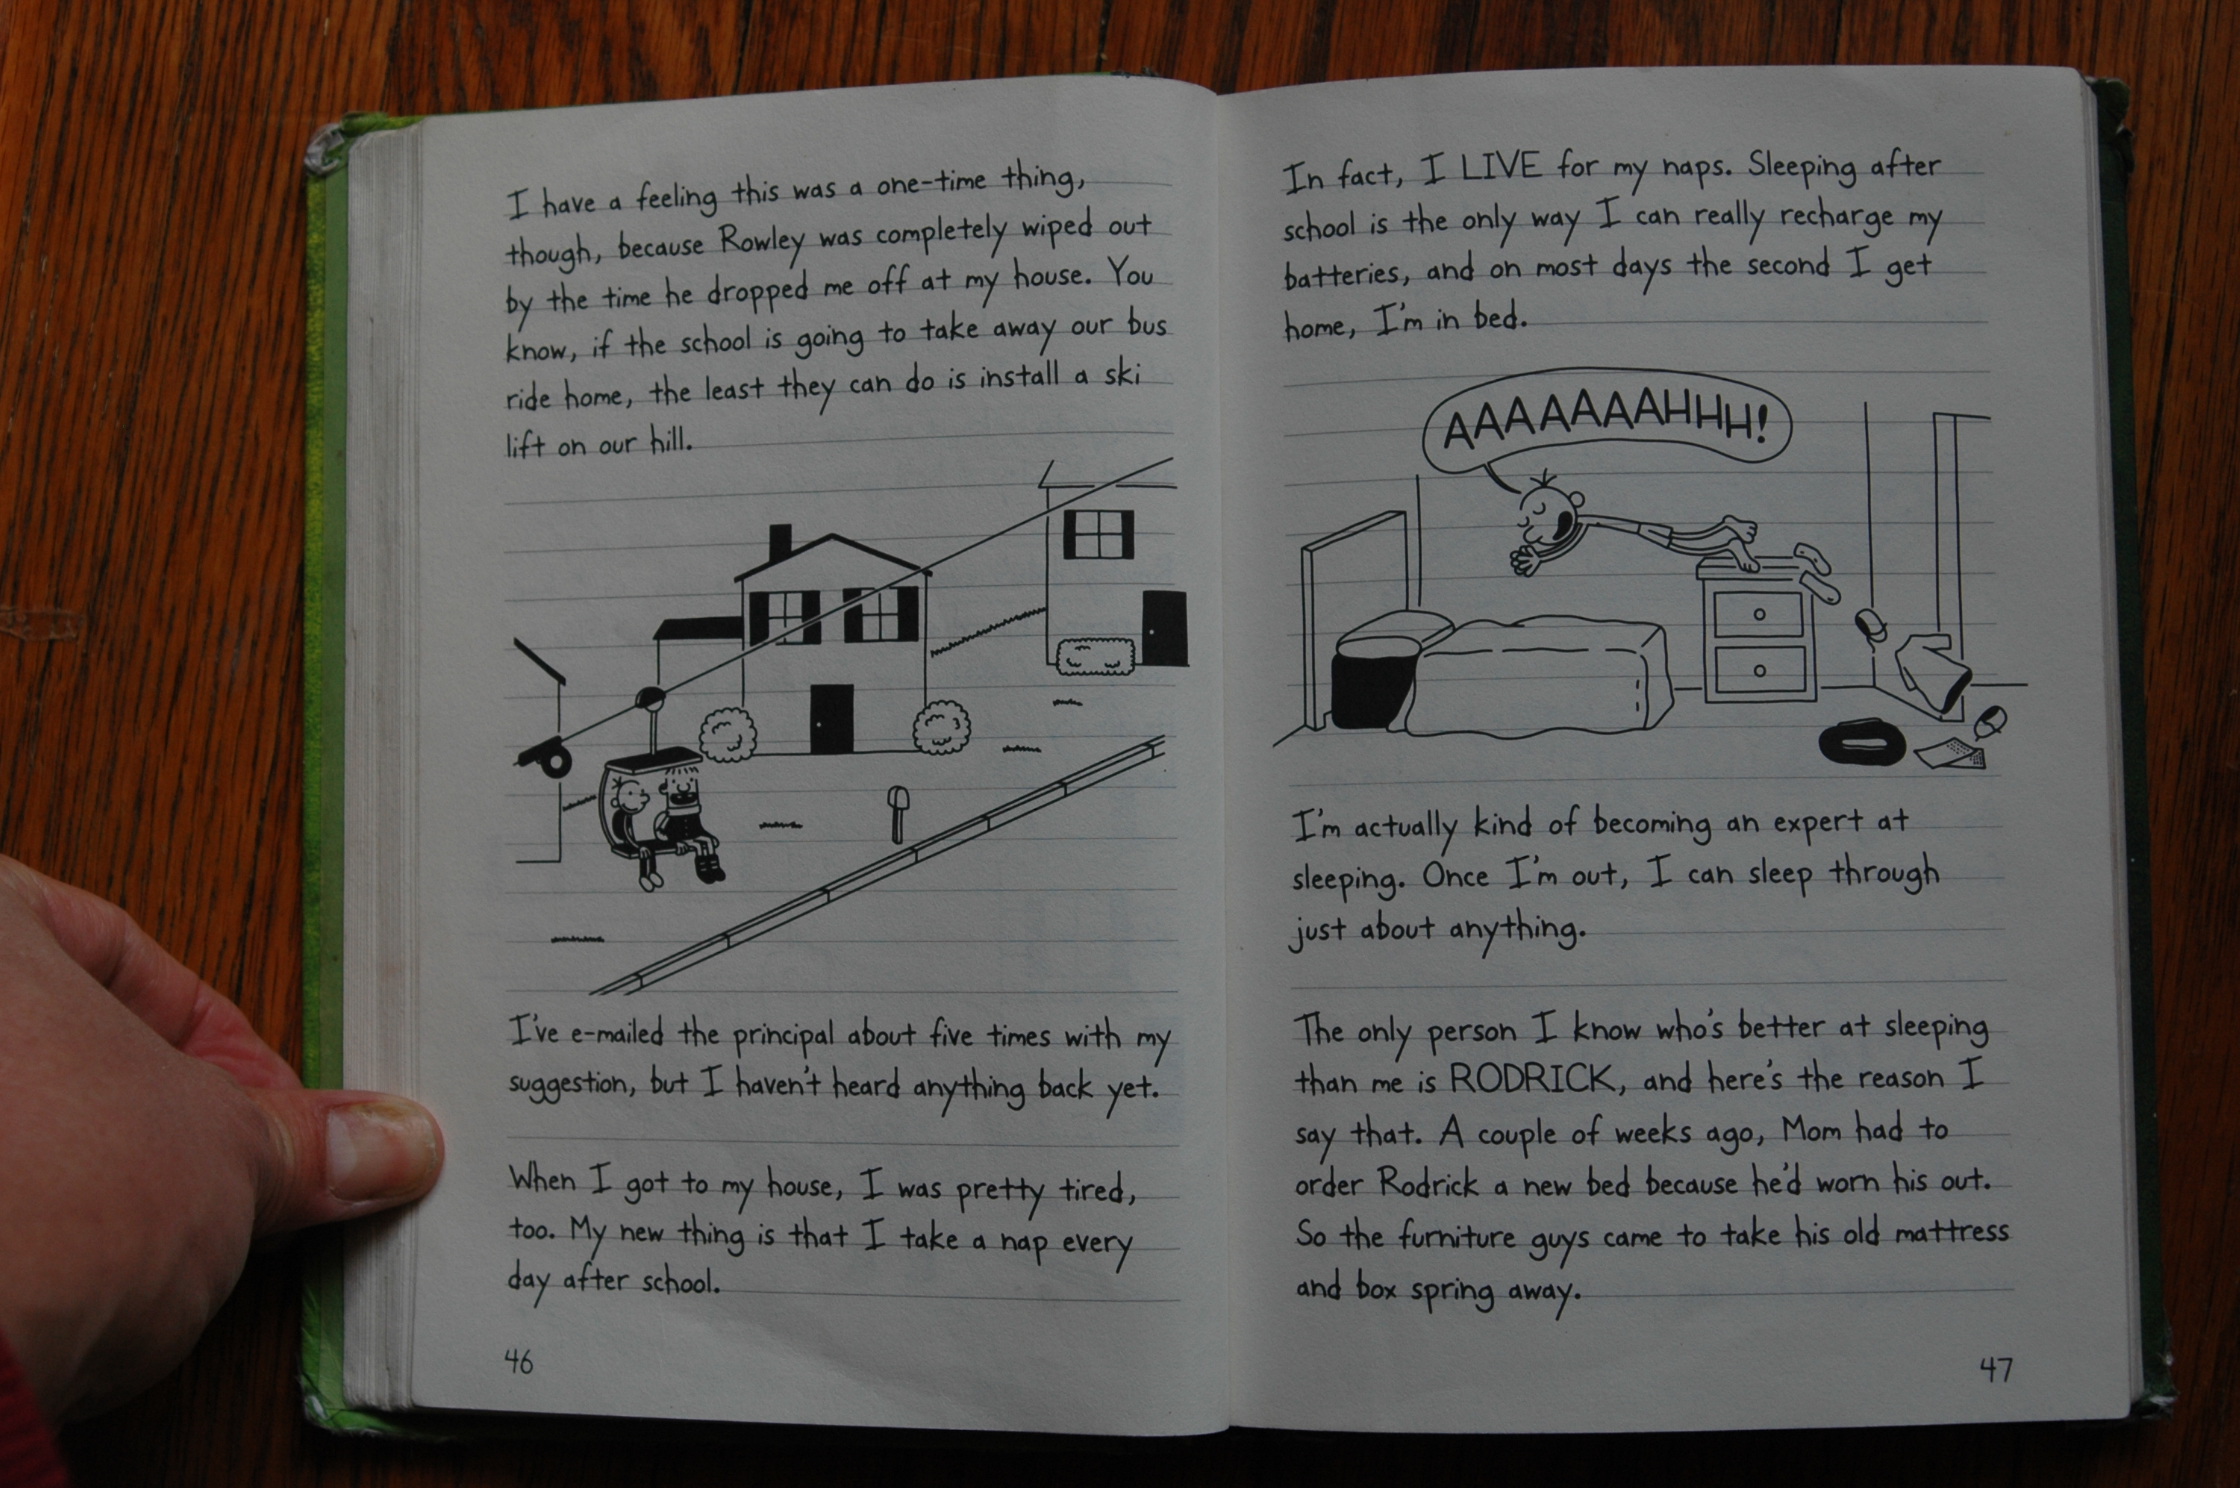 I have a feeling this was a one-time thing,
though, because Rowley was completely wiped out
by the time he dropped me off at my house. You
know, if the school is going to take away our bus
ride home, the least they can do is install a ski
lift on our hill.
I've e-mailed the principal about five times with my
suggestion, but I haven't heard anything back yet.
When I got to my house, I was pretty tired,
too. My new thing is that I take a nap every
day after school.
46
In fact, I LIVE for my naps. Sleeping after
school is the only way I can really recharge my
batteries, and on most days the second I get
home, I'm in bed.
AAAAAAAHHH!
I'm actually kind of becoming an expert at
sleeping. Once I'm out, I can sleep through
just about anything.
The only person I know who's better at sleeping
than me is RODRICK, and here's the reason I
say that. A couple of weeks ago, Mom had to
order Rodrick a new bed because he'd worn his out.
So the furniture guys came to take his old mattress
and box spring away.
47